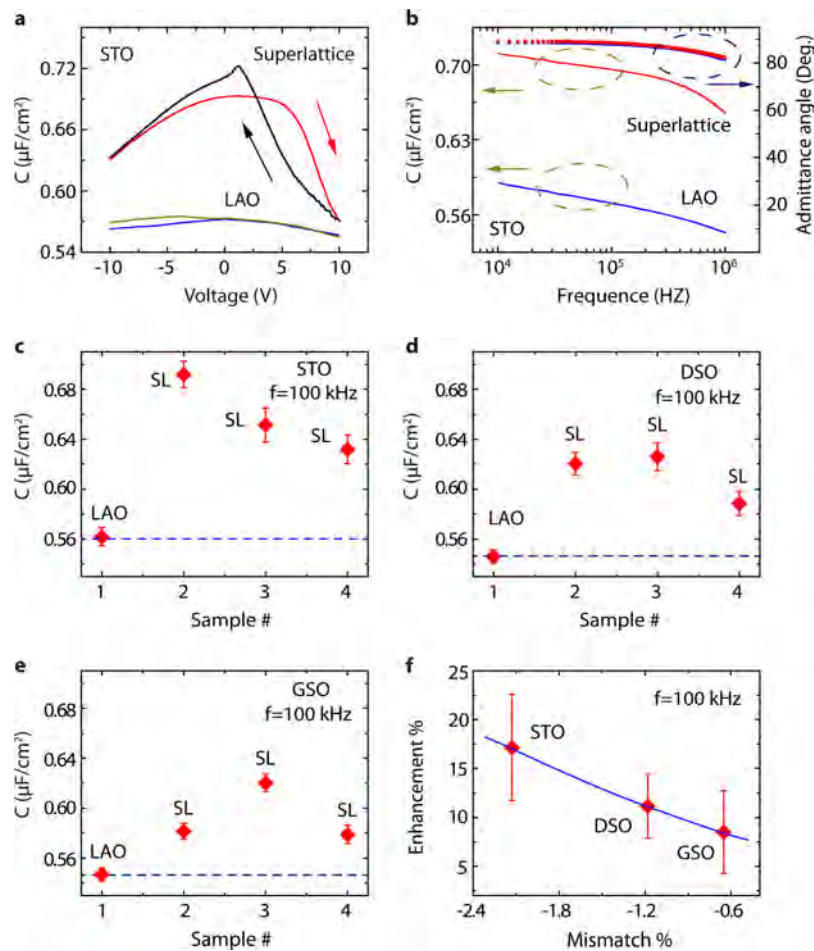 a
STO
Superlattice
LAO
C (µF/cm²)
0.72
0.66
0.60
0.54
-10
-5
0
5
10
Voltage (V)
b
Superlattice
LAO
STO
C (µF/cm²)
0.70
0.63
0.56
80
60
40
20
Admittance angle (Deg.)
10⁴
10⁵
10⁶
Frequence (HZ)
c
STO
f=100 kHz
SL
SL
SL
LAO
C (µF/cm²)
0.68
0.64
0.60
0.56
1
2
3
4
Sample #
d
DSO
f=100 kHz
SL
SL
SL
LAO
C (µF/cm²)
0.68
0.64
0.60
0.56
1
2
3
4
Sample #
e
GSO
f=100 kHz
SL
SL
SL
LAO
C (µF/cm²)
0.68
0.64
0.60
0.56
1
2
3
4
Sample #
f
f=100 kHz
STO
DSO
GSO
Enhancement %
25
20
15
10
5
-2.4
-1.8
-1.2
-0.6
Mismatch %